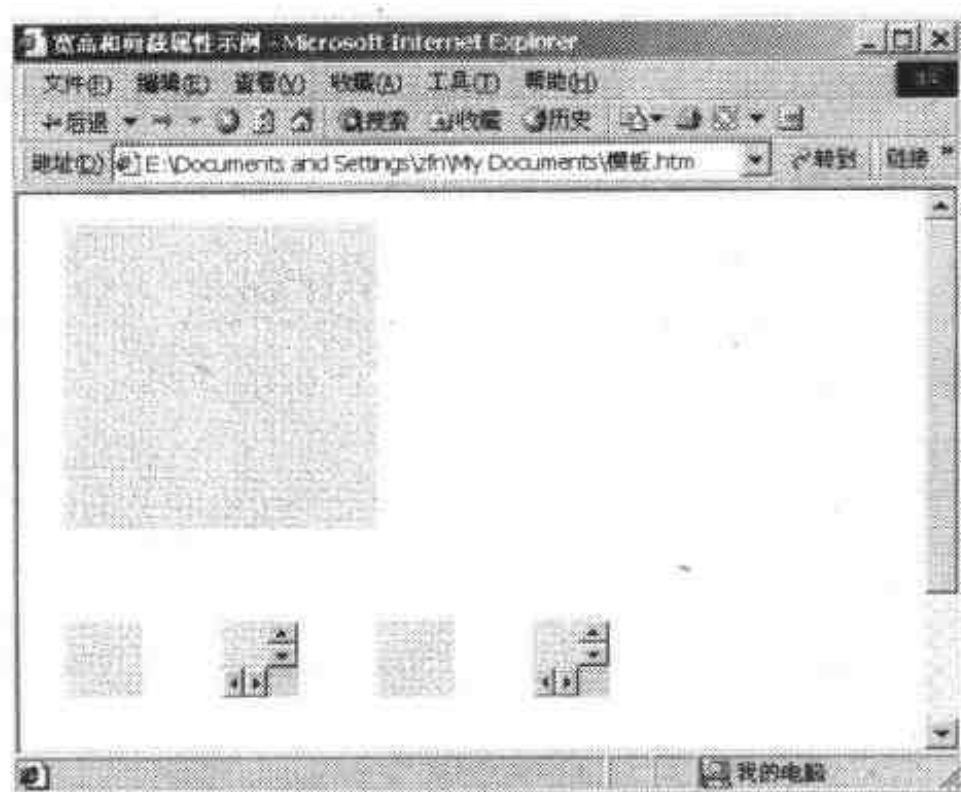 宽高和剪裁属性示例 - Microsoft Internet Explorer
文件(F) 编辑(E) 查看(V) 收藏(A) 工具(T) 帮助(H)
后退 搜索 收藏 历史
地址(D) E:\Documents and Settings\zfn\My Documents\模板.htm 转到 链接 »
我的电脑